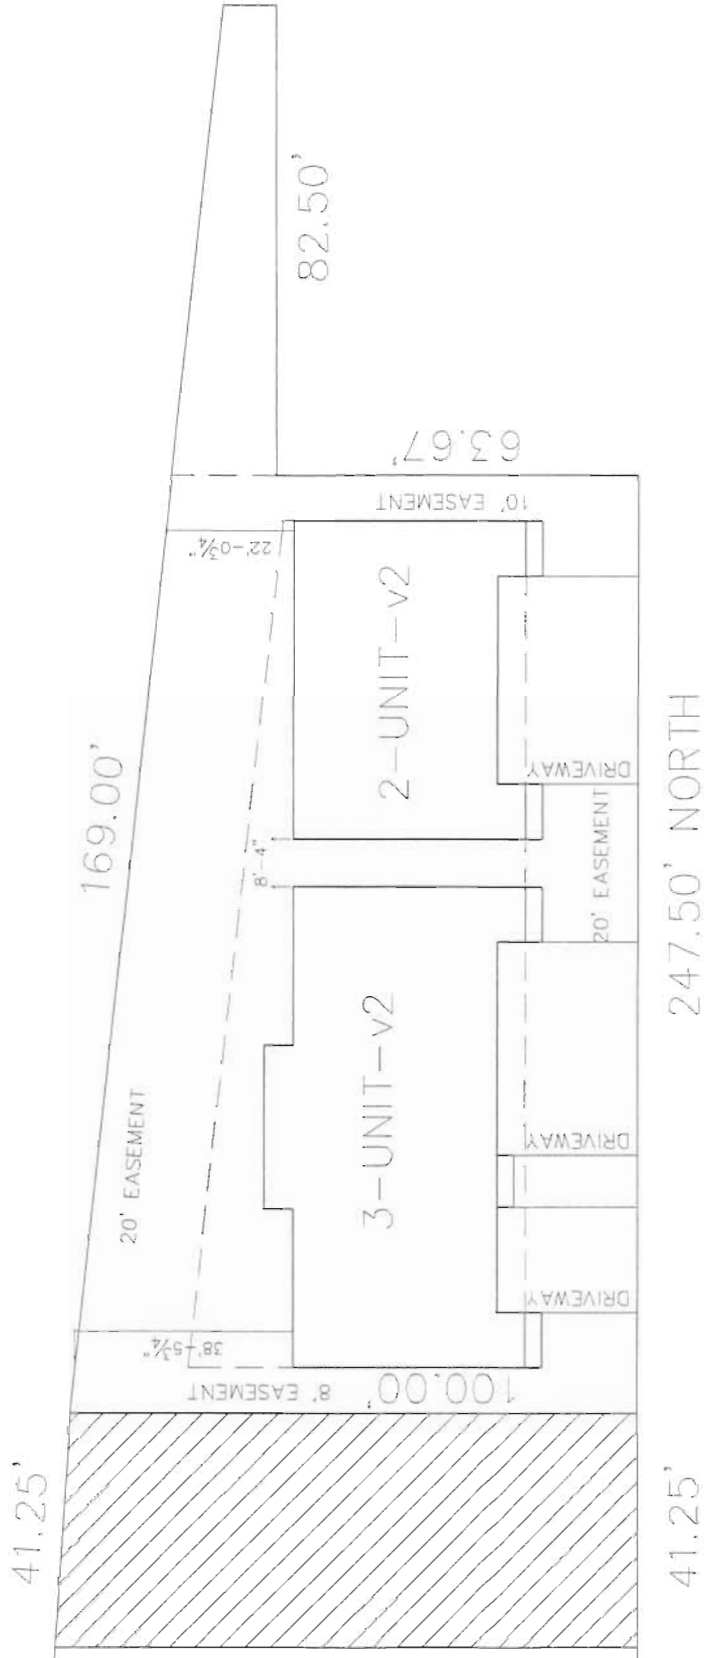 82.50'
63.67'
10' EASEMENT
22'-0¾"
2-UNIT-v2
169.00'
DRIVEWAY
8'-4"
20' EASEMENT
247.50' NORTH
3-UNIT-v2
20' EASEMENT
DRIVEWAY
DRIVEWAY
38'-5¾"
8' EASEMENT
100.00'
41.25'
41.25'